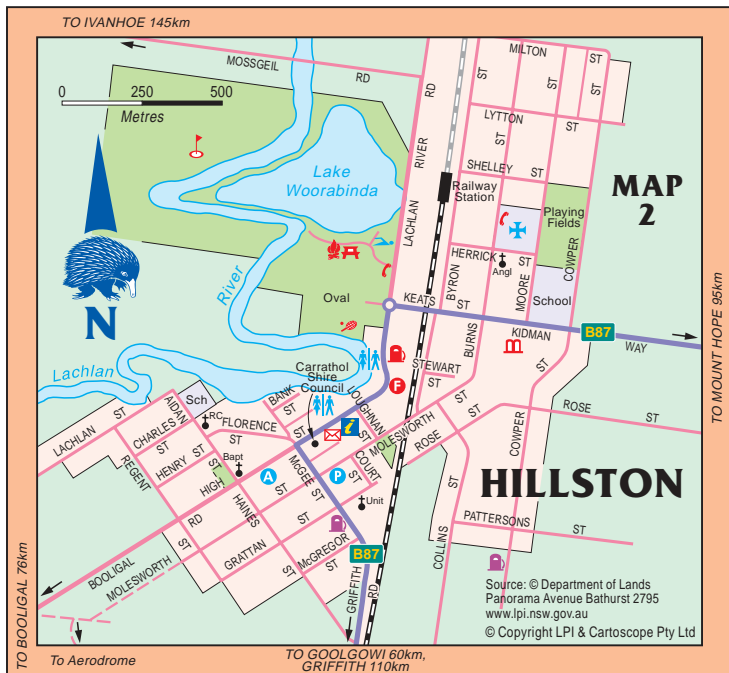 TO IVANHOE 145km
MOSSGEIL RD
0 250 500
Metres
MILTON ST
ST
ST
ST
LYTTON ST
ST
SHELLEY ST
LACHLAN RIVER RD
Lake
Woorabinda
Railway
Station
MAP
2
Playing
Fields
HERRICK ST
Angl
BYRON
MOORE
COWPER ST
School
N
River
Oval
KEATS
B87
KIDMAN WAY
BURNS ST
STEWART
TO MOUNT HOPE 95km
Lachlan
Carrathol
Shire
Council
F
Sch
BANK ST
LOUGHNAN ST
MOLESWORTH
ROSE
ROSE ST
LACHLAN ST
AIDAN ST
CHARLES ST
RC
FLORENCE ST
ST
i
COWPER
HENRY ST
Bapt
REGENT
HIGH
A
P
COURT ST
McGEE ST
Unit
HILLSTON
HAINES ST
ST
ST
GRATTAN
McGREGOR ST
B87
COLLINS ST
PATTERSONS ST
BOOLIGAL RD
MOLESWORTH ST
GRIFFITH RD
Source: © Department of Lands
Panorama Avenue Bathurst 2795
www.lpi.nsw.gov.au
© Copyright LPI & Cartoscope Pty Ltd
TO BOOLIGAL 76km
To Aerodrome
TO GOOLGOWI 60km,
GRIFFITH 110km